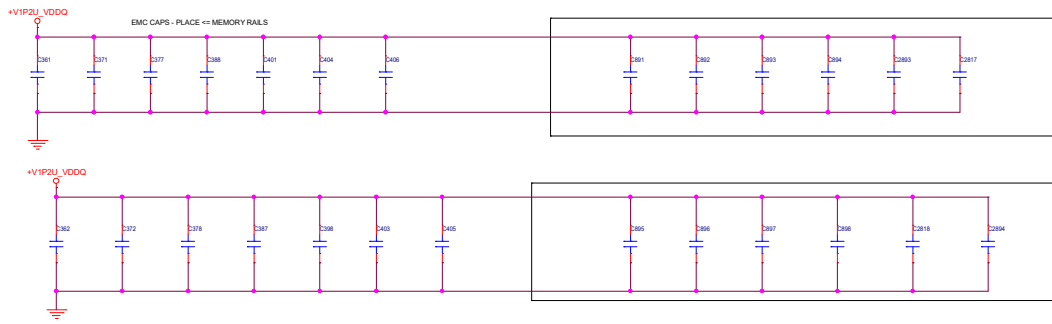 +V1P2U_VDDQ
EMC CAPS - PLACE <= MEMORY RAILS
C361 C371 C377 C388 C401 C404 C406 C891 C892 C893 C894 C2893 C2817
+V1P2U_VDDQ
C362 C372 C378 C387 C398 C403 C405 C895 C896 C897 C898 C2818 C2894